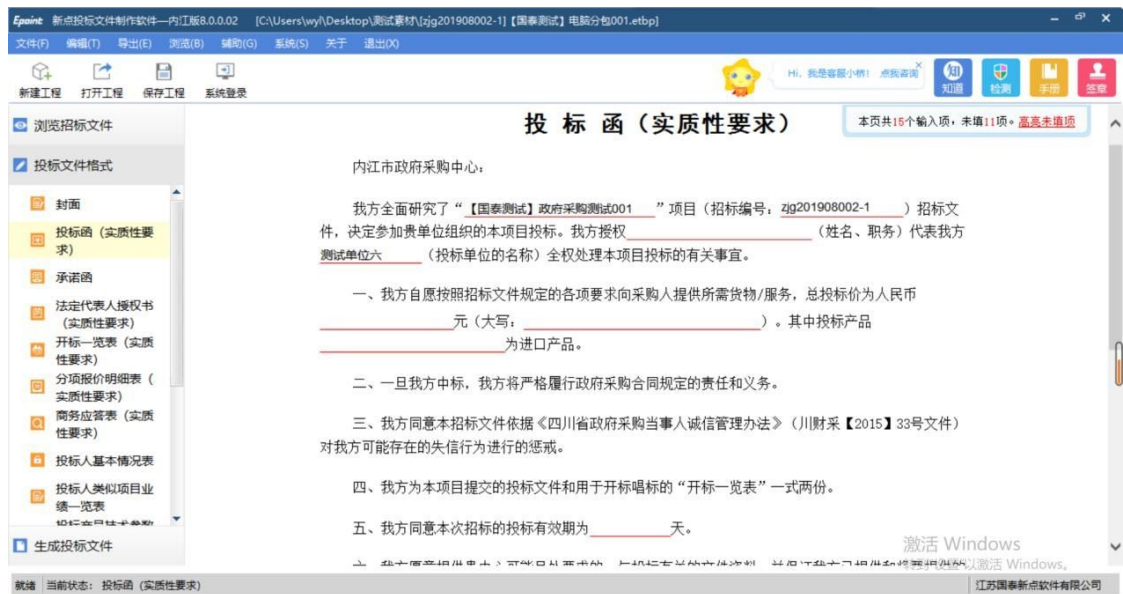 Epoint 新点投标文件制作软件—内江版8.0.0.02 [C:\Users\wyl\Desktop\测试素材\[zjg201908002-1]【国泰测试】电脑分包001.etbp]
文件(F) 编辑(T) 导出(E) 浏览(B) 辅助(G) 系统(S) 关于 退出(X)
新建工程 打开工程 保存工程 系统登录
Hi，我是客服小桥！点我咨询
知 知道 检测 手册 签章
浏览招标文件
投标文件格式
封面
投标函（实质性要
求）
承诺函
法定代表人授权书
（实质性要求）
开标一览表（实质
性要求）
分项报价明细表（
实质性要求）
商务应答表（实质
性要求）
投标人基本情况表
投标人类似项目业
绩一览表
投标产品技术参数
生成投标文件
本页共15个输入项，未填11项。高亮未填项
投 标 函（实质性要求）
内江市政府采购中心：
我方全面研究了“【国泰测试】政府采购测试001”项目（招标编号：zjg201908002-1）招标文
件，决定参加贵单位组织的本项目投标。我方授权（姓名、职务）代表我方
测试单位六（投标单位的名称）全权处理本项目投标的有关事宜。
一、我方自愿按照招标文件规定的各项要求向采购人提供所需货物/服务，总投标价为人民币
元（大写：）。其中投标产品
为进口产品。
二、一旦我方中标，我方将严格履行政府采购合同规定的责任和义务。
三、我方同意本招标文件依据《四川省政府采购当事人诚信管理办法》（川财采【2015】33号文件）
对我方可能存在的失信行为进行的惩戒。
四、我方为本项目提交的投标文件和用于开标唱标的“开标一览表”一式两份。
五、我方同意本次招标的投标有效期为天。
激活 Windows
转到“设置”以激活 Windows。
就绪 当前状态：投标函（实质性要求）
江苏国泰新点软件有限公司